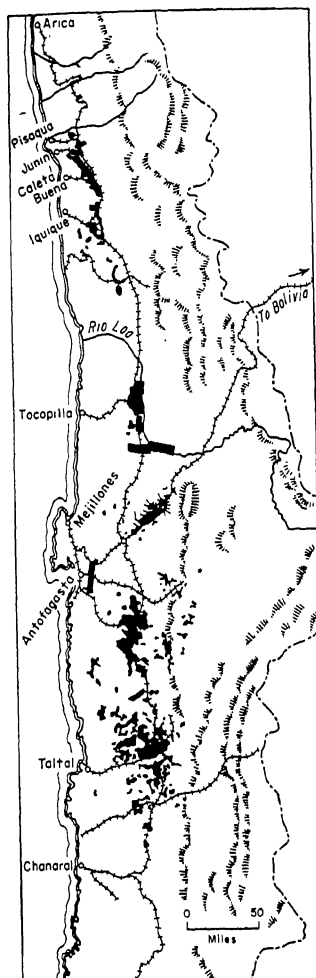 Arica
Pisagua
Junin
Caleta
Buena
Iquique
To Bolivia
RIO LOA
Tocopilla
Mejillones
Antofagasta
Taltal
Chanaral
0 50
Miles